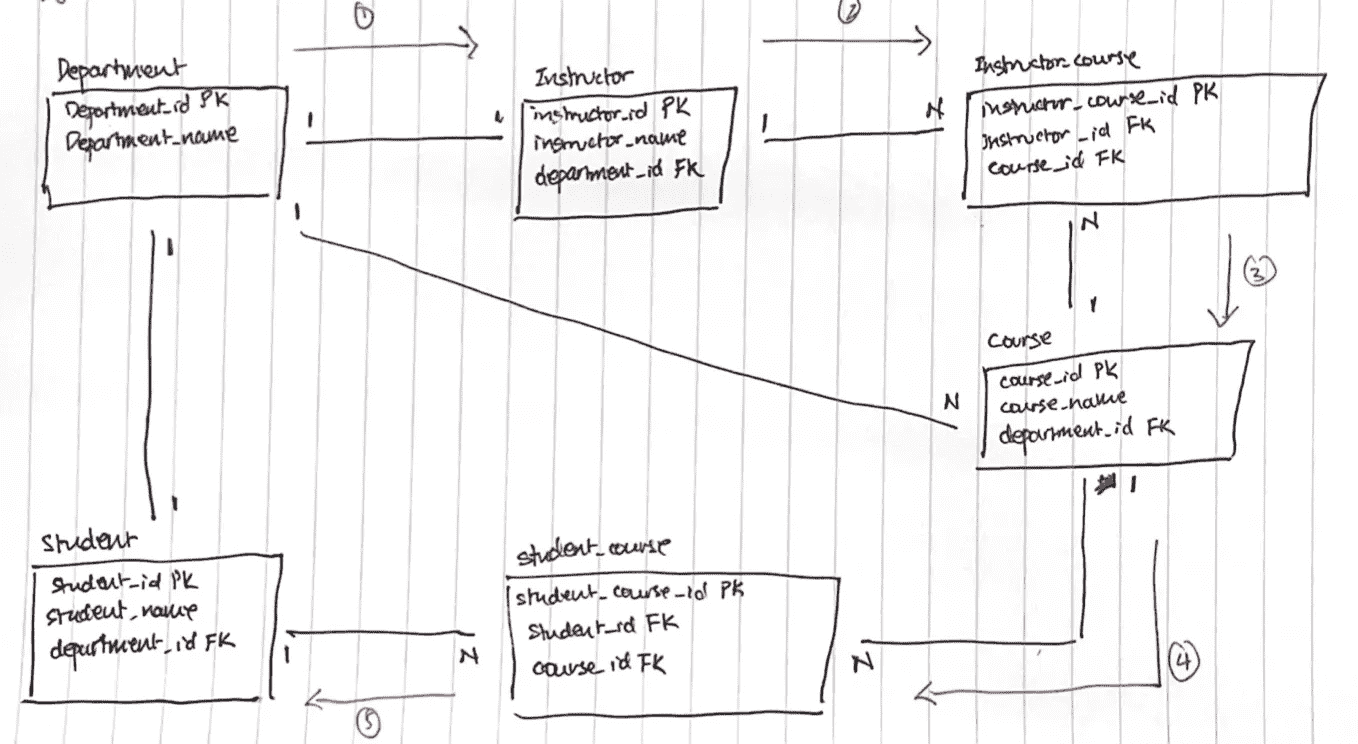 ①
②
Department
Department_id PK
Department_name
1
1
Instructor
instructor_id PK
instructor_name
department_id FK
1
N
Instructor_course
instructor_course_id PK
instructor_id FK
course_id FK
1
N
1
N
③
1
Course
course_id PK
course_name
department_id FK
1
1
Student
student_id PK
student_name
department_id FK
1
N
⑤
student_course
student_course_id PK
student_id FK
course_id FK
N
④